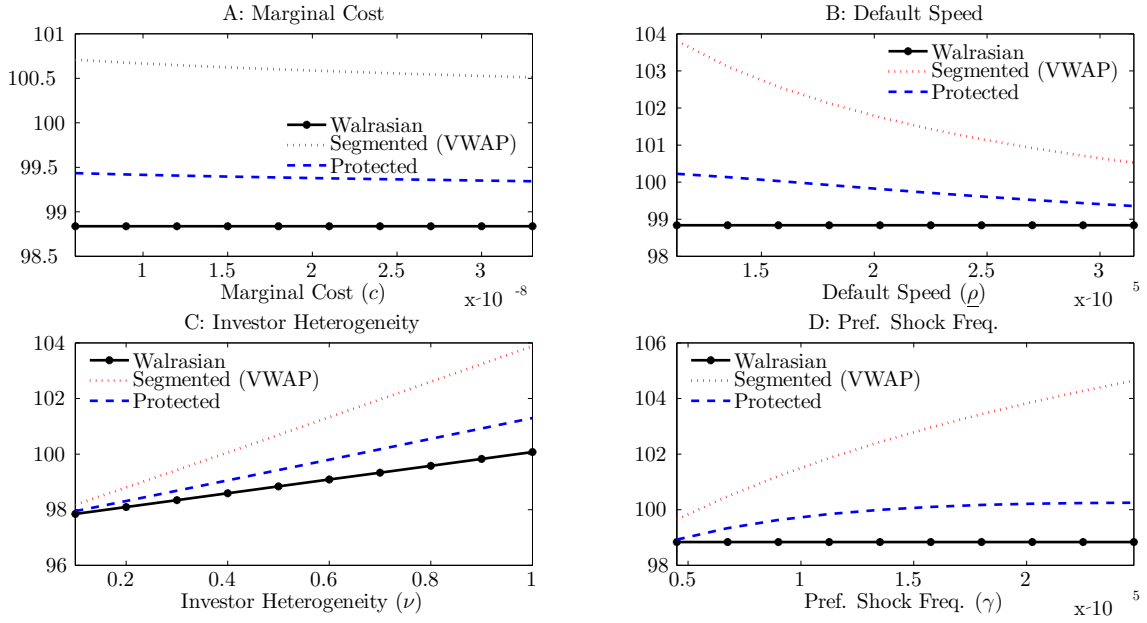 A: Marginal Cost
101
100.5
100
99.5
99
98.5
Walrasian
Segmented (VWAP)
Protected
1
1.5
2
2.5
3
Marginal Cost (c)
x 10 -8
B: Default Speed
104
103
102
101
100
99
98
Walrasian
Segmented (VWAP)
Protected
1.5
2
2.5
3
Default Speed (ρ)
x 10 5
C: Investor Heterogeneity
104
102
100
98
96
Walrasian
Segmented (VWAP)
Protected
0.2
0.4
0.6
0.8
1
Investor Heterogeneity (ν)
D: Pref. Shock Freq.
106
104
102
100
98
Walrasian
Segmented (VWAP)
Protected
0.5
1
1.5
2
Pref. Shock Freq. (γ)
x 10 5